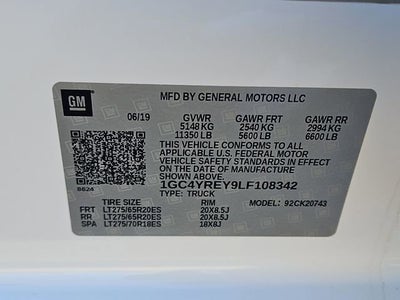 GM
MFD BY GENERAL MOTORS LLC
06/19 GVWR GAWR FRT GAWR RR
5148 KG 2540 KG 2994 KG
11350 LB 5600 LB 6600 LB
THIS VEHICLE CONFORMS TO ALL
APPLICABLE U.S. FEDERAL MOTOR
VEHICLE SAFETY STANDARDS IN EFFECT
ON THE DATE OF MANUFACTURE SHOWN ABOVE.
1GC4YREY9LF108342
8624 TYPE: TRUCK
TIRE SIZE RIM MODEL: 92CK20743
FRT LT275/65R20ES 20X8.5J
RR LT275/65R20ES 20X8.5J
SPA LT275/70R18ES 18X8J